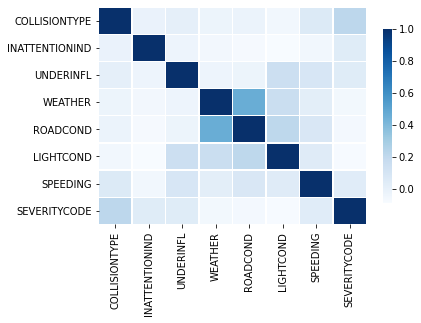 COLLISIONTYPE
INATTENTIONIND
UNDERINFL
WEATHER
ROADCOND
LIGHTCOND
SPEEDING
SEVERITYCODE
1.0
0.8
0.6
0.4
0.2
0.0
COLLISIONTYPE
INATTENTIONIND
UNDERINFL
WEATHER
ROADCOND
LIGHTCOND
SPEEDING
SEVERITYCODE